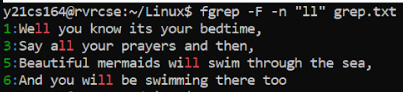 y21cs164@rvrcse:~/Linux$ fgrep -F -n "ll" grep.txt
1:Well you know its your bedtime,
3:Say all your prayers and then,
5:Beautiful mermaids will swim through the sea,
6:And you will be swimming there too